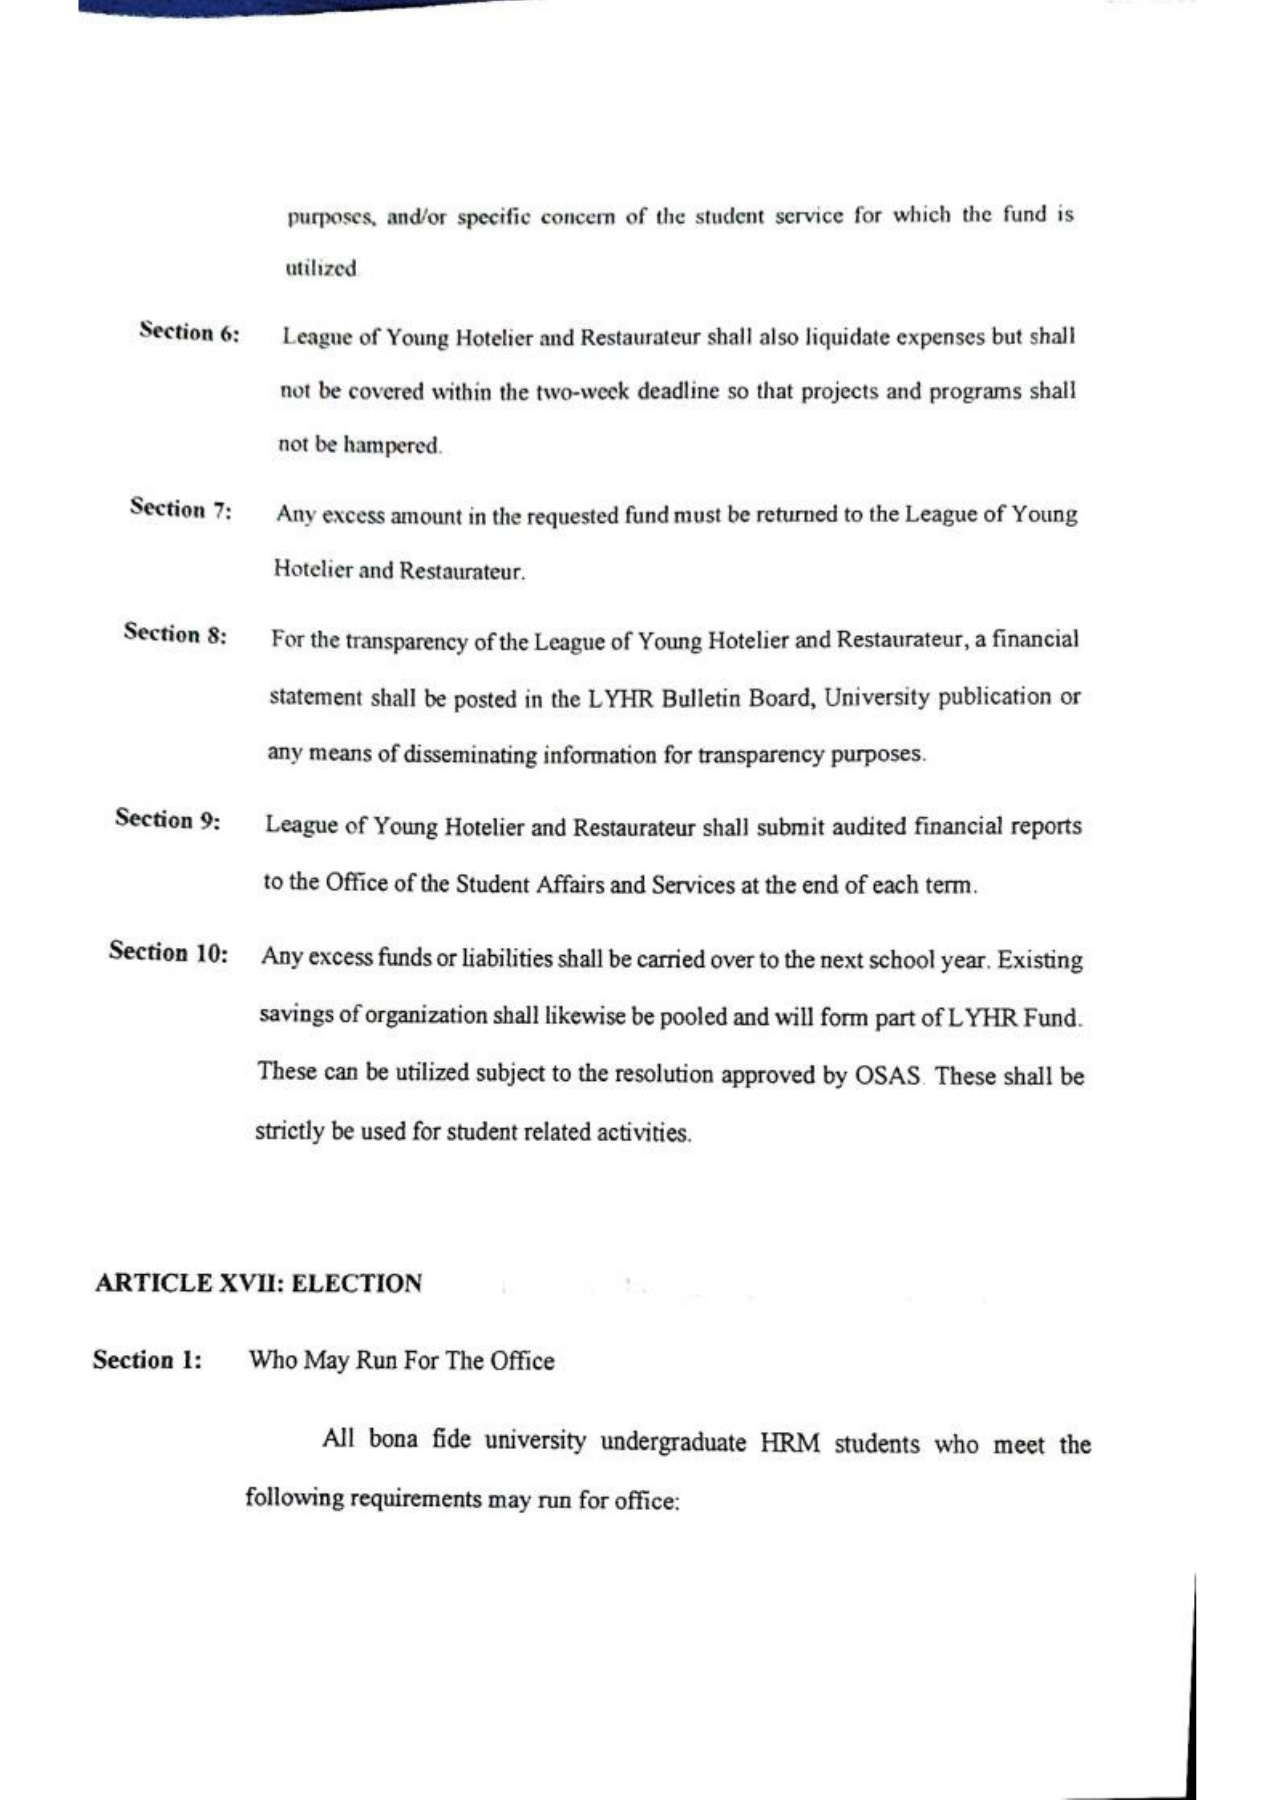 purposes, and/or specific concern of the student service for which the fund is
utilized.
Section 6: League of Young Hotelier and Restaurateur shall also liquidate expenses but shall
not be covered within the two-week deadline so that projects and programs shall
not be hampered.
Section 7: Any excess amount in the requested fund must be returned to the League of Young
Hotelier and Restaurateur.
Section 8: For the transparency of the League of Young Hotelier and Restaurateur, a financial
statement shall be posted in the LYHR Bulletin Board, University publication or
any means of disseminating information for transparency purposes.
Section 9: League of Young Hotelier and Restaurateur shall submit audited financial reports
to the Office of the Student Affairs and Services at the end of each term.
Section 10: Any excess funds or liabilities shall be carried over to the next school year. Existing
savings of organization shall likewise be pooled and will form part of LYHR Fund.
These can be utilized subject to the resolution approved by OSAS. These shall be
strictly be used for student related activities.
ARTICLE XVII: ELECTION
Section 1: Who May Run For The Office
All bona fide university undergraduate HRM students who meet the
following requirements may run for office: